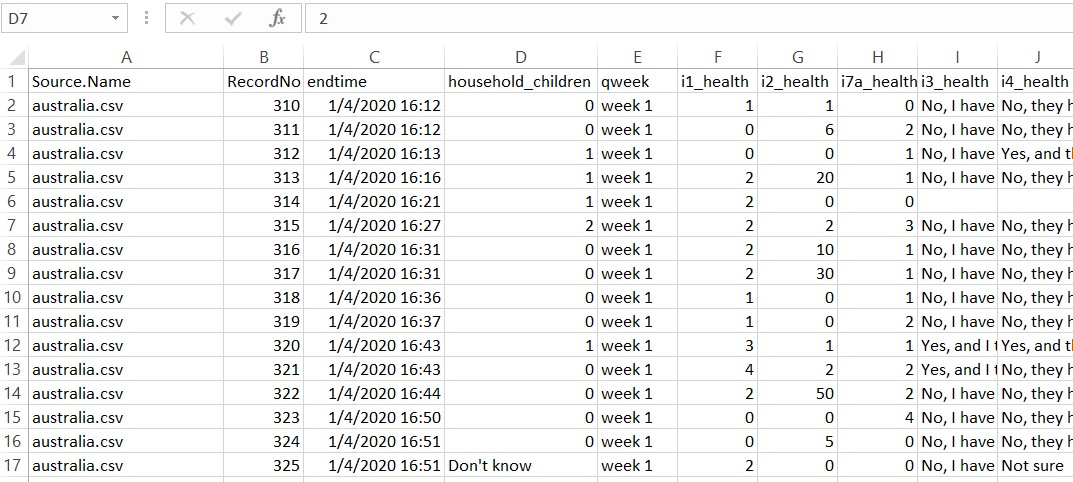 D7 fx 2
A B C D E F G H I J
1 Source.Name RecordNo endtime household_children qweek i1_health i2_health i7a_health i3_health i4_health
2 australia.csv 310 1/4/2020 16:12 0 week 1 1 1 0 No, I have No, they h
3 australia.csv 311 1/4/2020 16:12 0 week 1 0 6 2 No, I have No, they h
4 australia.csv 312 1/4/2020 16:13 1 week 1 0 0 1 No, I have Yes, and t
5 australia.csv 313 1/4/2020 16:16 1 week 1 2 20 1 No, I have No, they h
6 australia.csv 314 1/4/2020 16:21 1 week 1 2 0 0
7 australia.csv 315 1/4/2020 16:27 2 week 1 2 2 3 No, I have No, they h
8 australia.csv 316 1/4/2020 16:31 0 week 1 2 10 1 No, I have No, they h
9 australia.csv 317 1/4/2020 16:31 0 week 1 2 30 1 No, I have No, they h
10 australia.csv 318 1/4/2020 16:36 0 week 1 1 0 1 No, I have No, they h
11 australia.csv 319 1/4/2020 16:37 0 week 1 1 0 2 No, I have No, they h
12 australia.csv 320 1/4/2020 16:43 1 week 1 3 1 1 Yes, and I t Yes, and t
13 australia.csv 321 1/4/2020 16:43 0 week 1 4 2 2 Yes, and I t No, they h
14 australia.csv 322 1/4/2020 16:44 0 week 1 2 50 2 No, I have No, they h
15 australia.csv 323 1/4/2020 16:50 0 week 1 0 0 4 No, I have No, they h
16 australia.csv 324 1/4/2020 16:51 0 week 1 0 5 0 No, I have No, they h
17 australia.csv 325 1/4/2020 16:51 Don't know week 1 2 0 0 No, I have Not sure